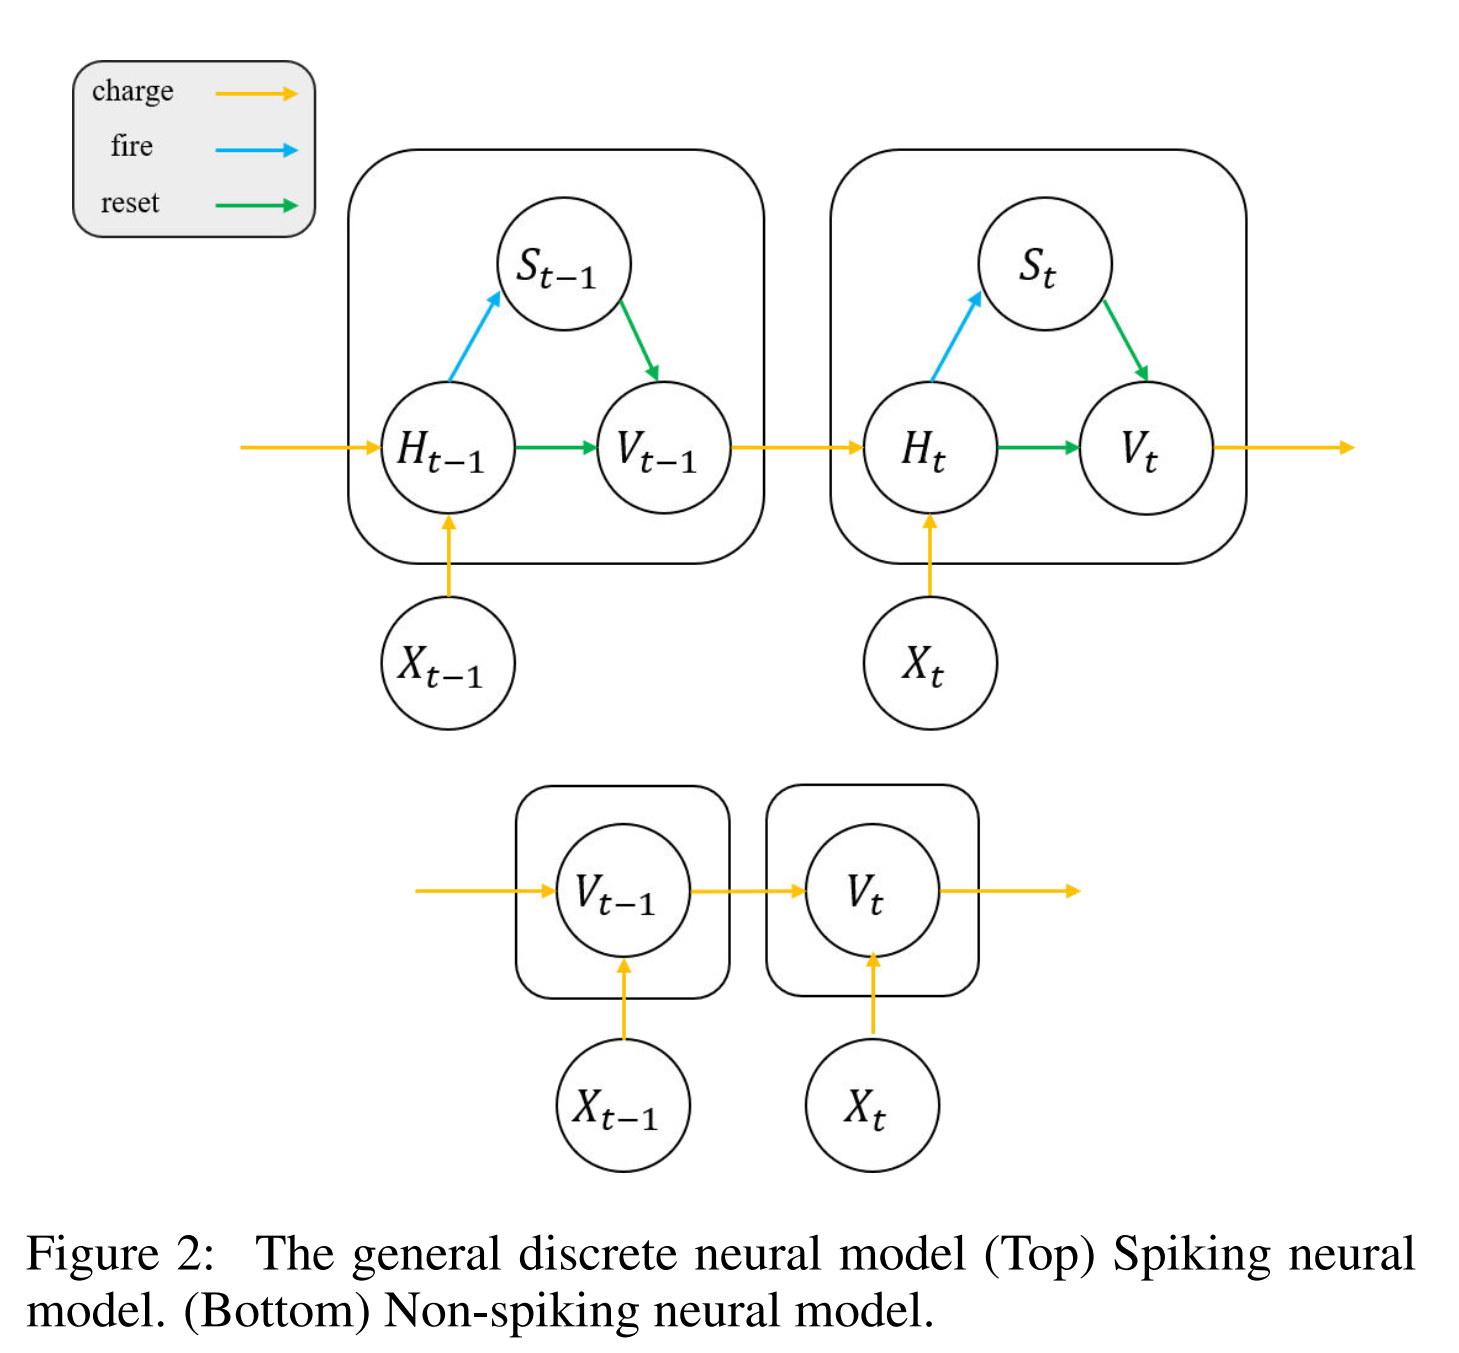 charge
fire
reset
S_{t−1}
S_t
H_{t−1}
V_{t−1}
H_t
V_t
X_{t−1}
X_t
V_{t−1}
V_t
X_{t−1}
X_t
Figure 2: The general discrete neural model (Top) Spiking neural
model. (Bottom) Non-spiking neural model.